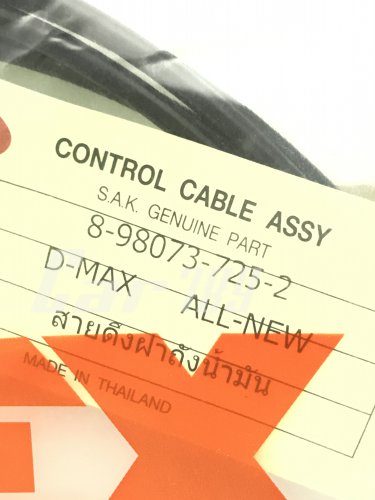 CONTROL CABLE ASSY
S.A.K. GENUINE PART
8-98073-725-2
D-MAX ALL-NEW
สายดึงฝาถังน้ำมัน
MADE IN THAILAND